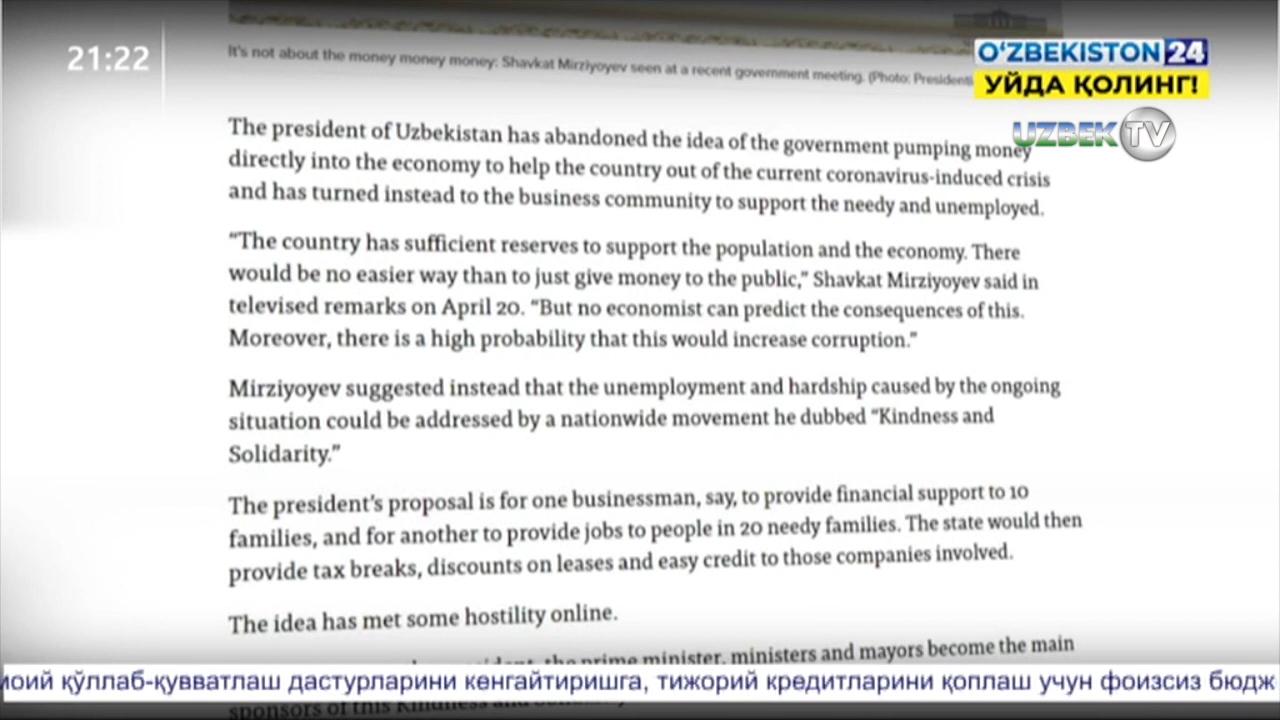 21:22
O‘ZBEKISTON 24
УЙДА ҚОЛИНГ!
UZBEK TV
It's not about the money money money: Shavkat Mirziyoyev seen at a recent government meeting. (Photo:
The president of Uzbekistan has abandoned the idea of the government pumping money
directly into the economy to help the country out of the current coronavirus-induced crisis
and has turned instead to the business community to support the needy and unemployed.
“The country has sufficient reserves to support the population and the economy. There
would be no easier way than to just give money to the public,” Shavkat Mirziyoyev said in
televised remarks on April 20. “But no economist can predict the consequences of this.
Moreover, there is a high probability that this would increase corruption.”
Mirziyoyev suggested instead that the unemployment and hardship caused by the ongoing
situation could be addressed by a nationwide movement he dubbed “Kindness and
Solidarity.”
The president’s proposal is for one businessman, say, to provide financial support to 10
families, and for another to provide jobs to people in 20 needy families. The state would then
provide tax breaks, discounts on leases and easy credit to those companies involved.
The idea has met some hostility online.
the prime minister, ministers and mayors become the main
қўллаб-қувватлаш дастурларини кенгайтиришга, тижорий кредитларини қоплаш учун фоизсиз бюдж
sponsors of this Kindness and